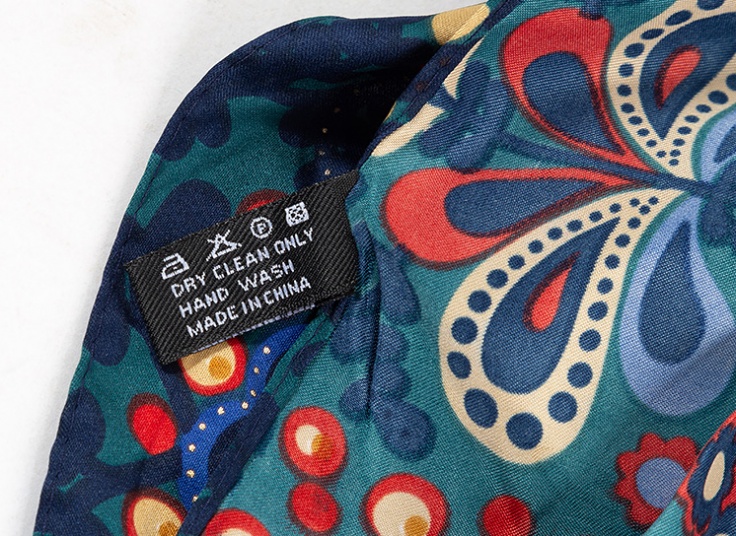 P
DRY CLEAN ONLY
HAND WASH
MADE IN CHINA